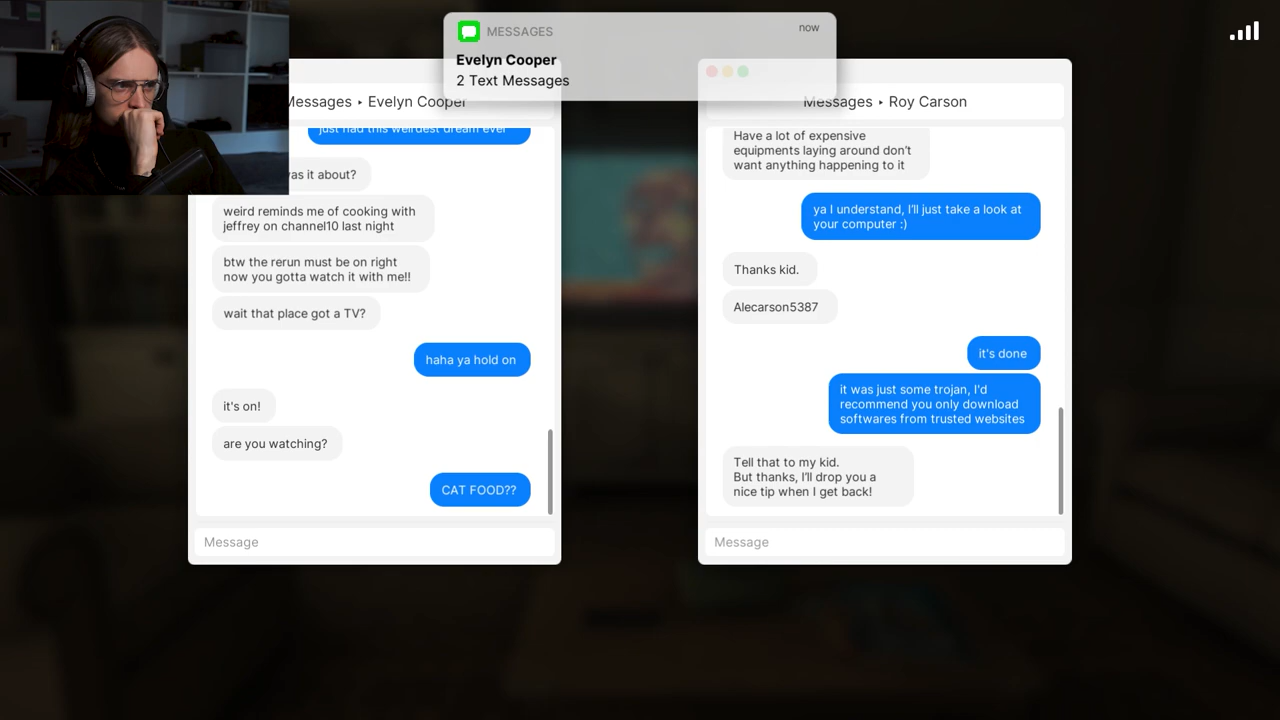 MESSAGES
now
Evelyn Cooper
2 Text Messages
Messages ‣ Evelyn Cooper
just had this weirdest dream ever
was it about?
weird reminds me of cooking with
jeffrey on channel10 last night
btw the rerun must be on right
now you gotta watch it with me!!
wait that place got a TV?
haha ya hold on
it's on!
are you watching?
CAT FOOD??
Message
Messages ‣ Roy Carson
Have a lot of expensive
equipments laying around don't
want anything happening to it
ya I understand, I'll just take a look at
your computer :)
Thanks kid.
Alecarson5387
it's done
it was just some trojan, I'd
recommend you only download
softwares from trusted websites
Tell that to my kid.
But thanks, I'll drop you a
nice tip when I get back!
Message